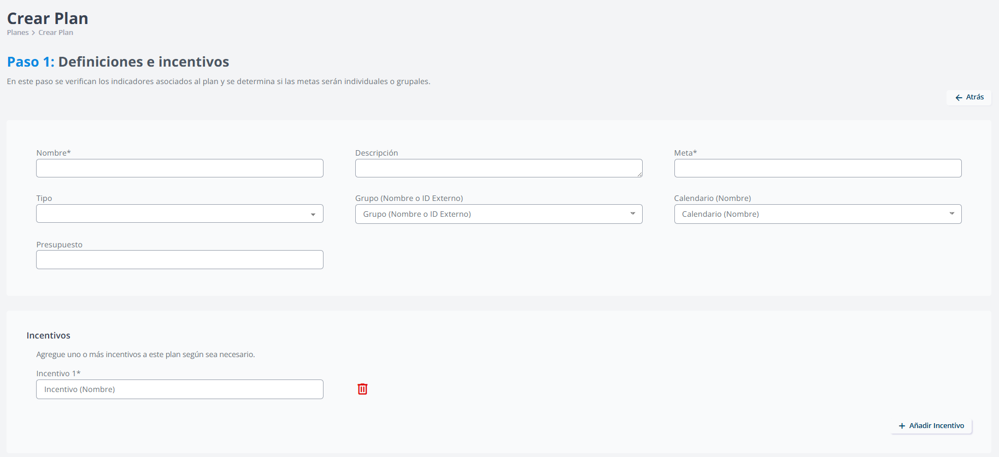 Crear Plan
Planes > Crear Plan
Paso 1: Definiciones e incentivos
En este paso se verifican los indicadores asociados al plan y se determina si las metas serán individuales o grupales.
← Atrás
Nombre*
Descripción
Meta*
Tipo
Grupo (Nombre o ID Externo)
Grupo (Nombre o ID Externo)
Calendario (Nombre)
Calendario (Nombre)
Presupuesto
Incentivos
Agregue uno o más incentivos a este plan según sea necesario.
Incentivo 1*
Incentivo (Nombre)
+ Añadir Incentivo